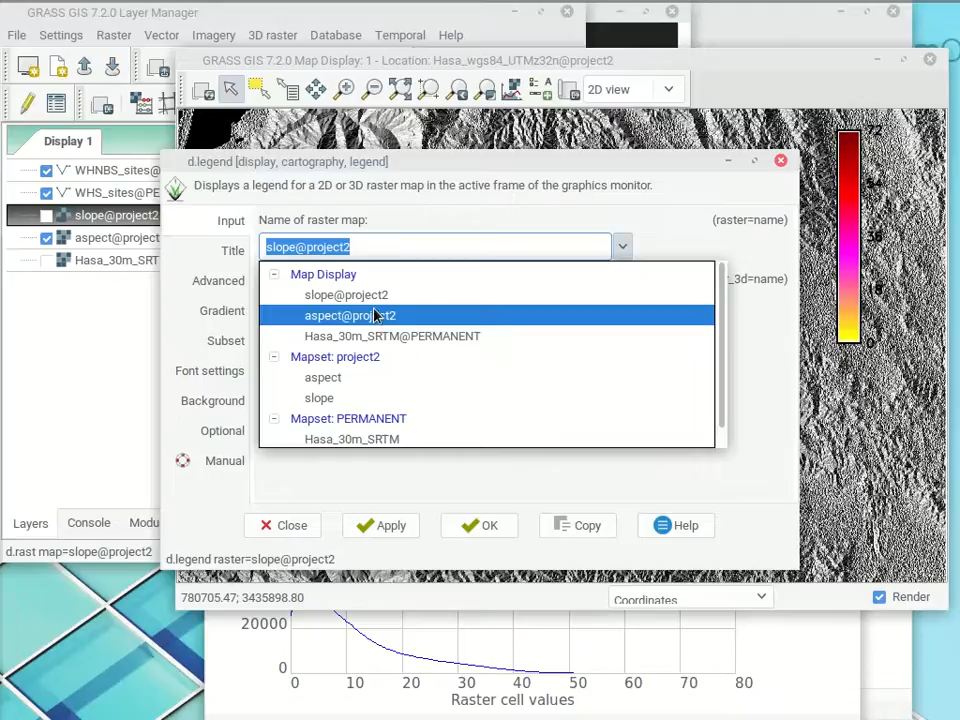 GRASS GIS 7.2.0 Layer Manager
File Settings Raster Vector Imagery 3D raster Database Temporal Help
GRASS GIS 7.2.0 Map Display: 1 - Location: Hasa_wgs84_UTMz32n@project2
2D view
Display 1
WHNBS_sites@
WHS_sites@PE
slope@project2
aspect@project
Hasa_30m_SRT
72
54
36
18
0
d.legend [display, cartography, legend]
Displays a legend for a 2D or 3D raster map in the active frame of the graphics monitor.
Input
Title
Advanced
Gradient
Subset
Font settings
Background
Optional
Manual
Name of raster map:
(raster=name)
slope@project2
_3d=name)
Map Display
slope@project2
aspect@project2
Hasa_30m_SRTM@PERMANENT
Mapset: project2
aspect
slope
Mapset: PERMANENT
Hasa_30m_SRTM
Close Apply OK Copy Help
d.legend raster=slope@project2
Layers Console Modu
d.rast map=slope@project2
780705.47; 3435898.80
Coordinates
Render
20000
0
0 10 20 30 40 50 60 70 80
Raster cell values